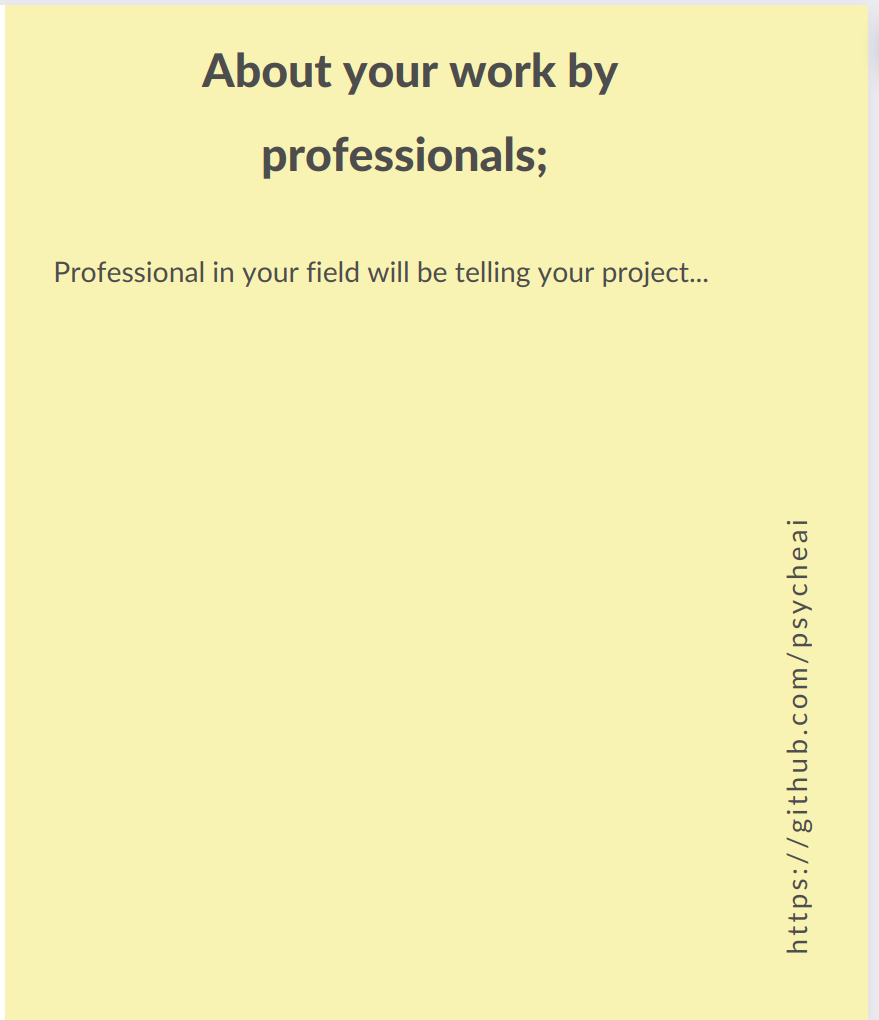 About your work by
professionals;
Professional in your field will be telling your project...
https://github.com/psycheai